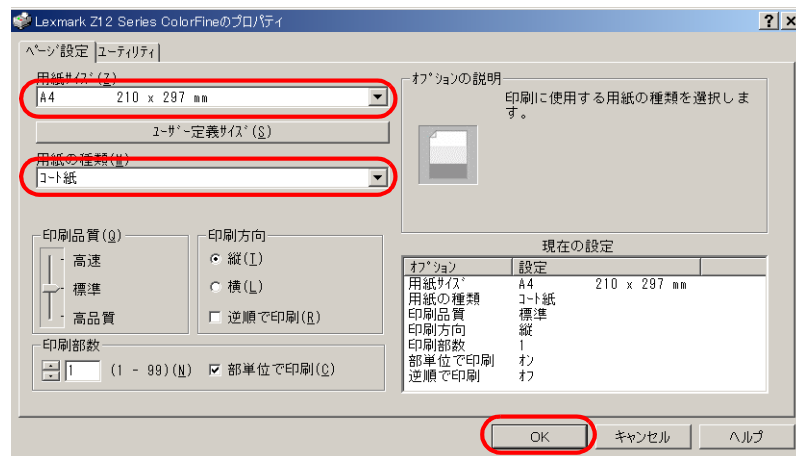 Lexmark Z12 Series ColorFineのプロパティ
ページ設定 ユーティリティ
用紙サイズ(Z)
A4 210 x 297 mm
ユーザー定義サイズ(S)
用紙の種類(M)
コート紙
印刷品質(Q)
高速
標準
高品質
印刷方向
縦(I)
横(L)
逆順で印刷(R)
印刷部数
1 (1 - 99)(N) 部単位で印刷(C)
オプションの説明
印刷に使用する用紙の種類を選択しま
す。
現在の設定
オプション 設定
用紙サイズ A4 210 x 297 mm
用紙の種類 コート紙
印刷品質 標準
印刷方向 縦
印刷部数 1
部単位で印刷 オン
逆順で印刷 オフ
OK キャンセル ヘルプ